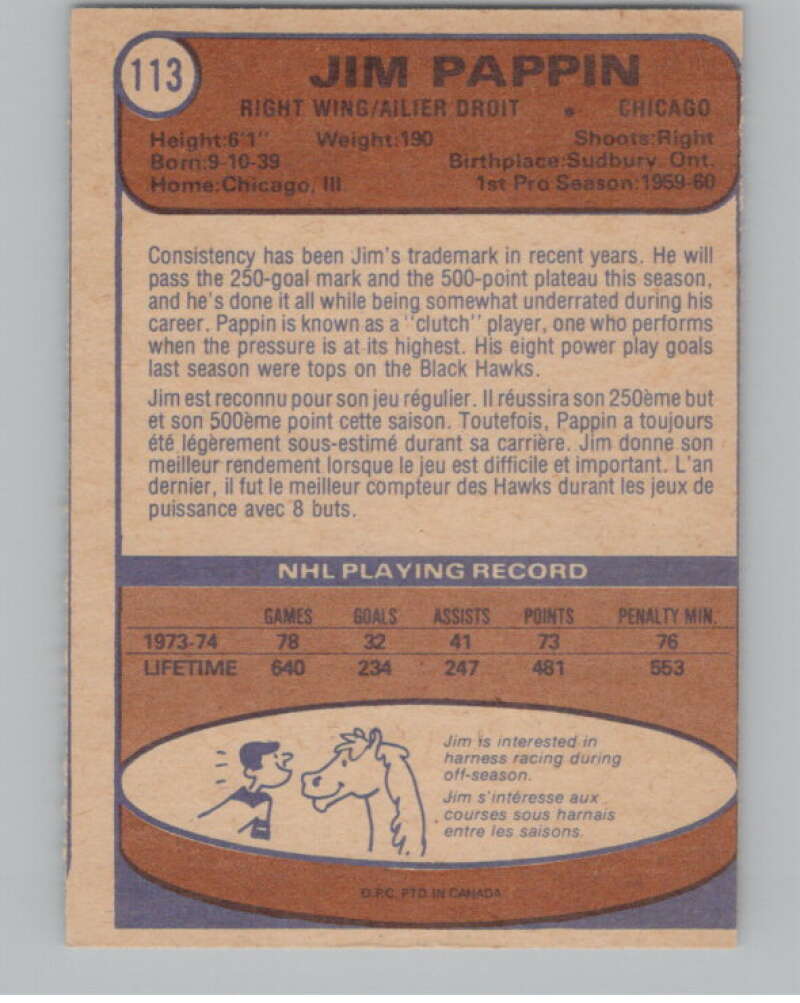 113
JIM PAPPIN
RIGHT WING/AILIER DROIT • CHICAGO
Height:6'1" Weight:190 Shoots:Right
Born:9-10-39 Birthplace:Sudbury, Ont.
Home:Chicago, Ill 1st Pro Season:1959-60
Consistency has been Jim's trademark in recent years. He will
pass the 250-goal mark and the 500-point plateau this season,
and he's done it all while being somewhat underrated during his
career. Pappin is known as a "clutch" player, one who performs
when the pressure is at its highest. His eight power play goals
last season were tops on the Black Hawks.
Jim est reconnu pour son jeu régulier. Il réussira son 250ème but
et son 500ème point cette saison. Toutefois, Pappin a toujours
été légèrement sous-estimé durant sa carrière. Jim donne son
meilleur rendement lorsque le jeu est difficile et important. L'an
dernier, il fut le meilleur compteur des Hawks durant les jeux de
puissance avec 8 buts.
NHL PLAYING RECORD
GAMES GOALS ASSISTS POINTS PENALTY MIN.
1973-74 78 32 41 73 76
LIFETIME 640 234 247 481 553
Jim is interested in
harness racing during
off-season.
Jim s'intéresse aux
courses sous harnais
entre les saisons.
O.P.C. PTD. IN CANADA